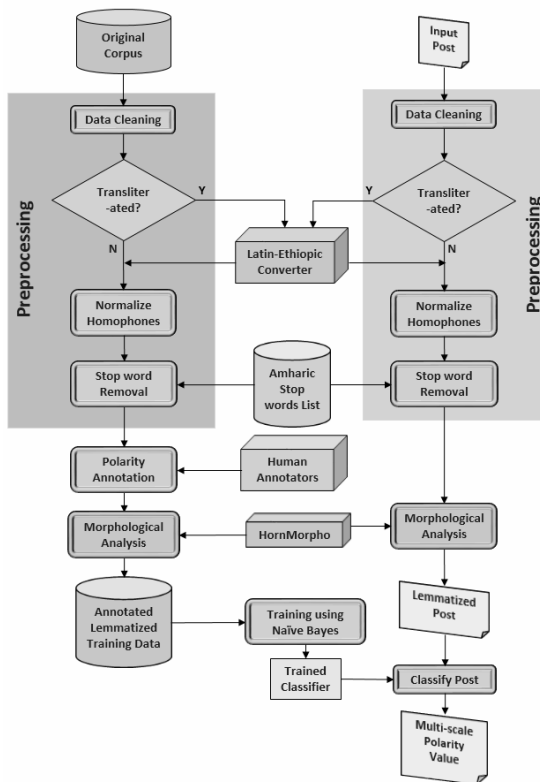 Original
Corpus
Input
Post
Data Cleaning
Data Cleaning
Transliter
-ated?
Y
Y
Transliter
-ated?
Preprocessing
Preprocessing
N
N
Latin-Ethiopic
Converter
Normalize
Homophones
Normalize
Homophones
Stop word
Removal
Amharic
Stop
words List
Stop word
Removal
Polarity
Annotation
Human
Annotators
Morphological
Analysis
HornMorpho
Morphological
Analysis
Annotated
Lemmatized
Training Data
Training using
Naïve Bayes
Lemmatized
Post
Trained
Classifier
Classify Post
Multi-scale
Polarity
Value